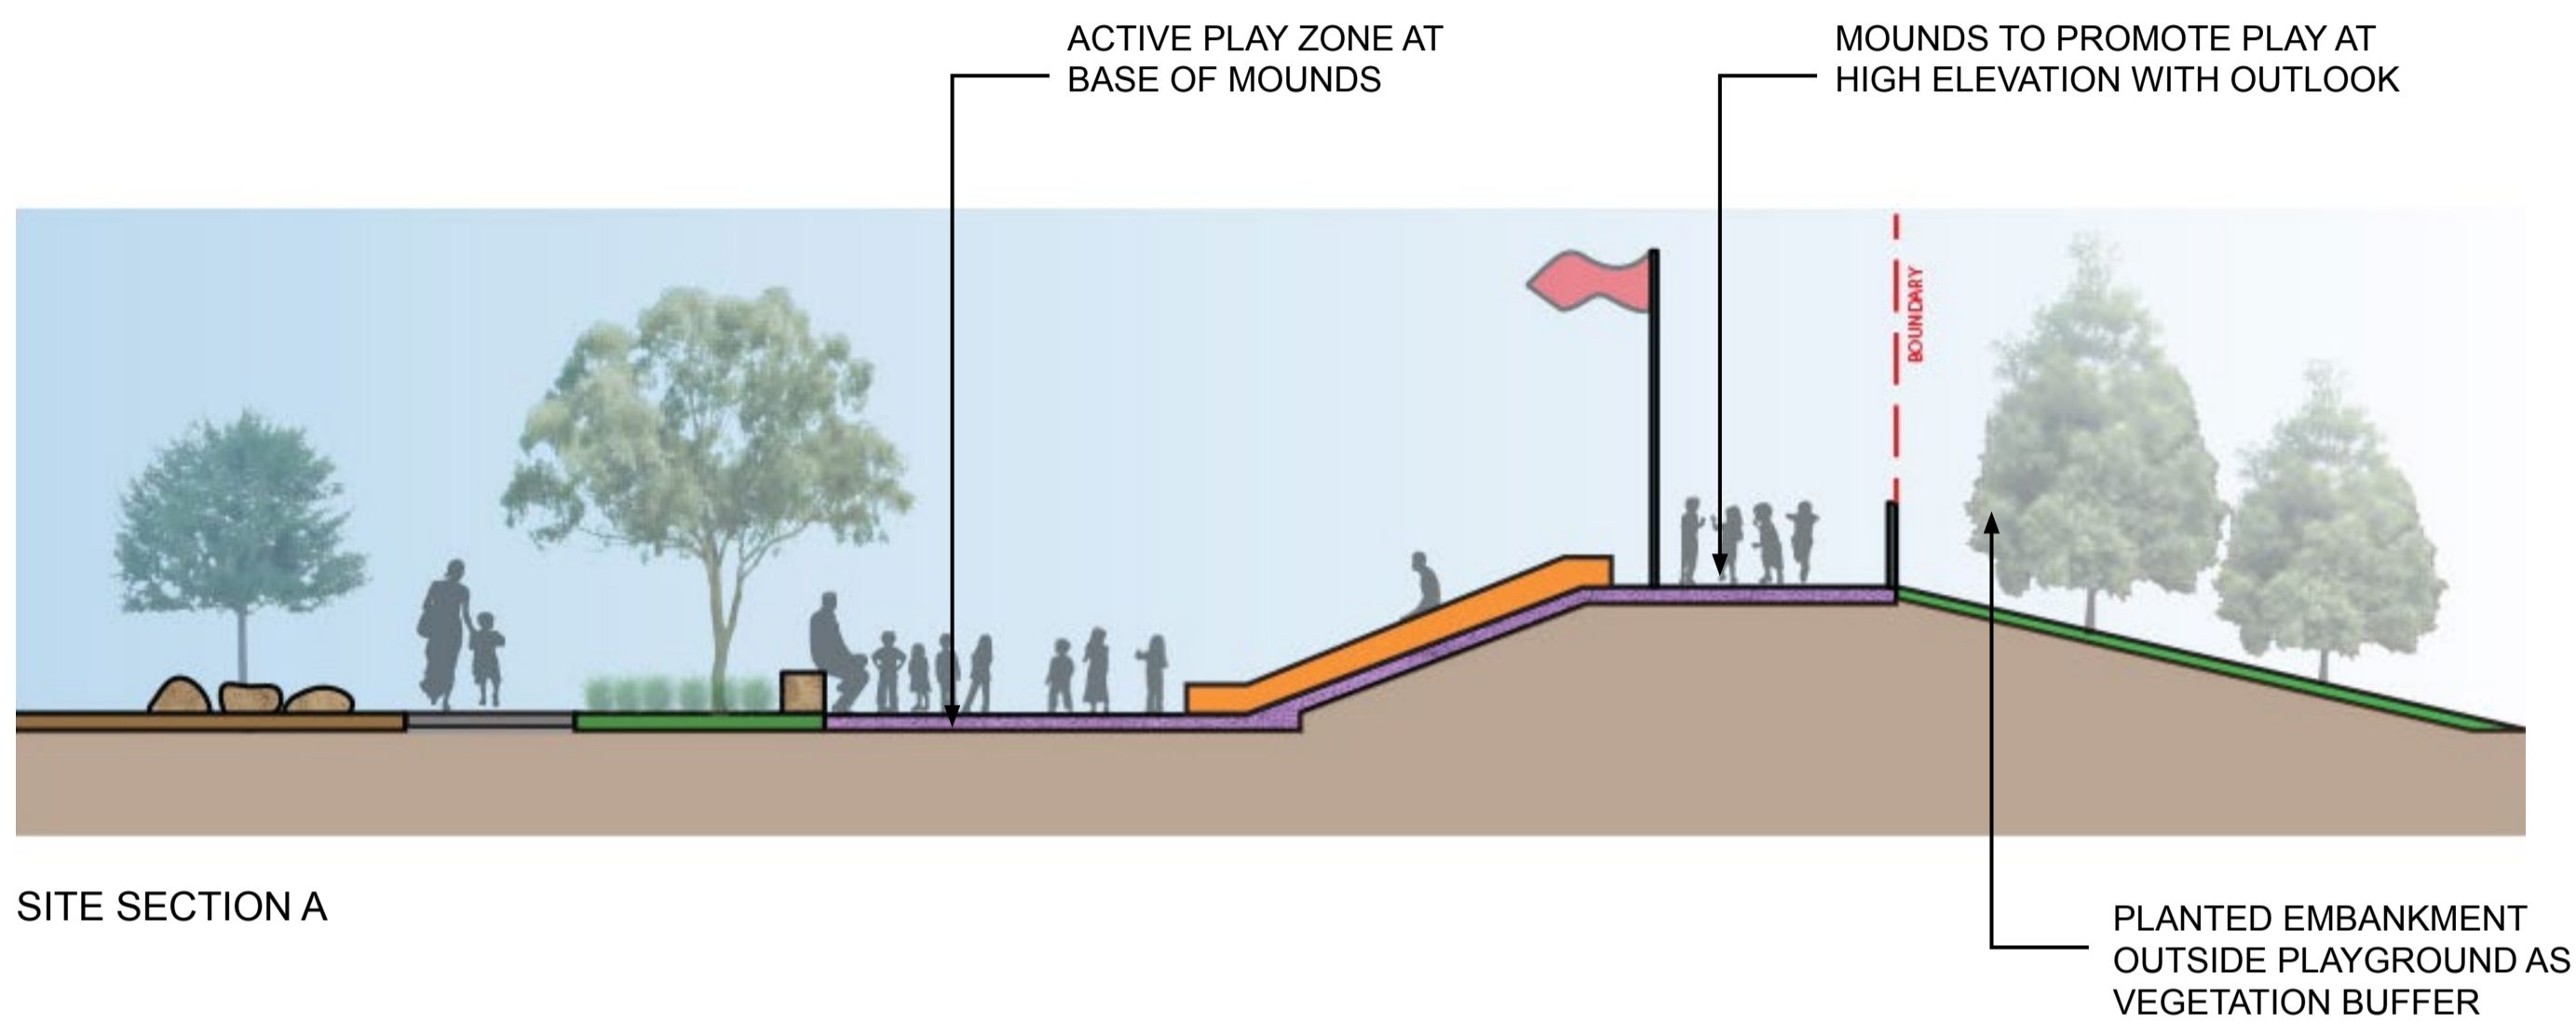 ACTIVE PLAY ZONE AT
BASE OF MOUNDS
MOUNDS TO PROMOTE PLAY AT
HIGH ELEVATION WITH OUTLOOK
BOUNDARY
SITE SECTION A
PLANTED EMBANKMENT
OUTSIDE PLAYGROUND AS
VEGETATION BUFFER